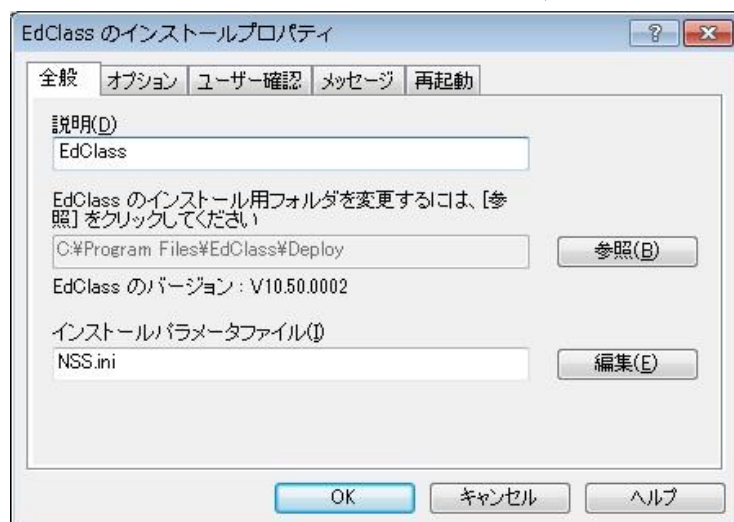 EdClass のインストールプロパティ
全般 オプション ユーザー確認 メッセージ 再起動
説明(D)
EdClass
EdClass のインストール用フォルダを変更するには、[参
照] をクリックしてください
C:¥Program Files¥EdClass¥Deploy 参照(B)
EdClass のバージョン : V10.50.0002
インストールパラメータファイル(I)
NSS.ini 編集(E)
OK キャンセル ヘルプ